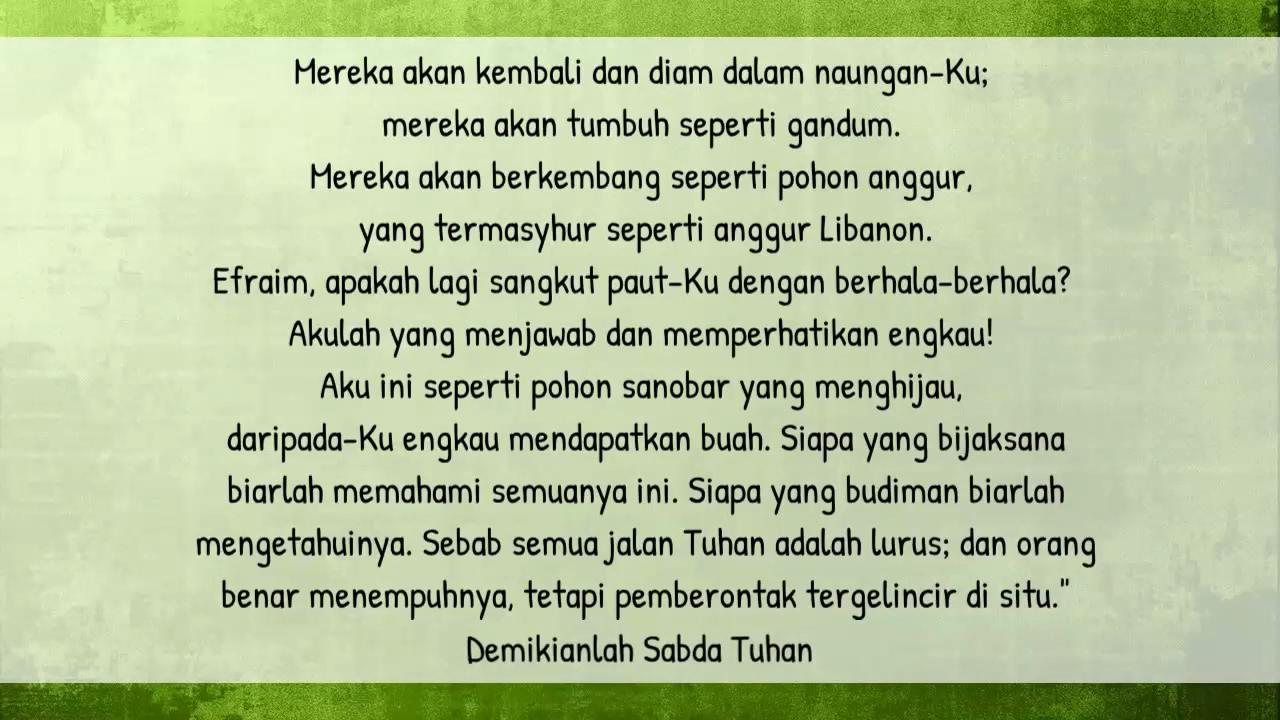 Mereka akan kembali dan diam dalam naungan-Ku;
mereka akan tumbuh seperti gandum.
Mereka akan berkembang seperti pohon anggur,
yang termasyhur seperti anggur Libanon.
Efraim, apakah lagi sangkut paut-Ku dengan berhala-berhala?
Akulah yang menjawab dan memperhatikan engkau!
Aku ini seperti pohon sanobar yang menghijau,
daripada-Ku engkau mendapatkan buah. Siapa yang bijaksana
biarlah memahami semuanya ini. Siapa yang budiman biarlah
mengetahuinya. Sebab semua jalan Tuhan adalah lurus; dan orang
benar menempuhnya, tetapi pemberontak tergelincir di situ."
Demikianlah Sabda Tuhan